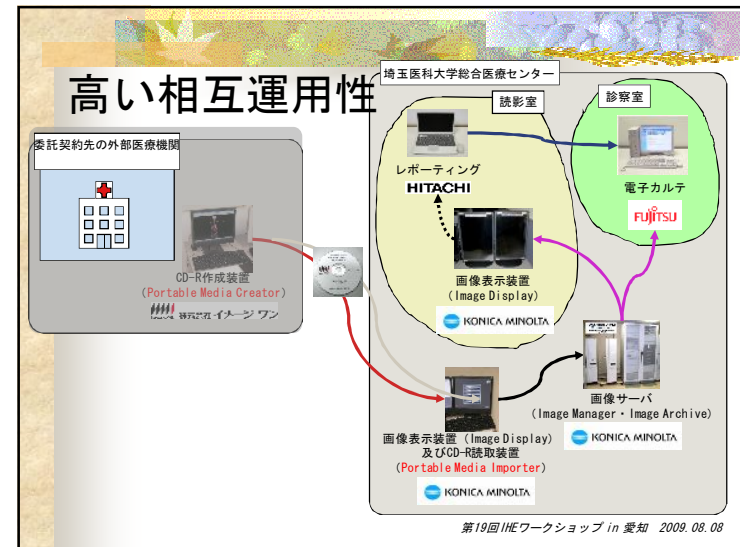 高い相互運用性
埼玉医科大学総合医療センター
読影室
診察室
委託契約先の外部医療機関
レポーティング
HITACHI
電子カルテ
FUJITSU
CD-R作成装置
(Portable Media Creator)
株式会社 イメージ ワン
画像表示装置
(Image Display)
KONICA MINOLTA
画像サーバ
(Image Manager・Image Archive)
KONICA MINOLTA
画像表示装置 (Image Display)
及びCD-R読取装置
(Portable Media Importer)
KONICA MINOLTA
第19回IHEワークショップ in 愛知 2009.08.08